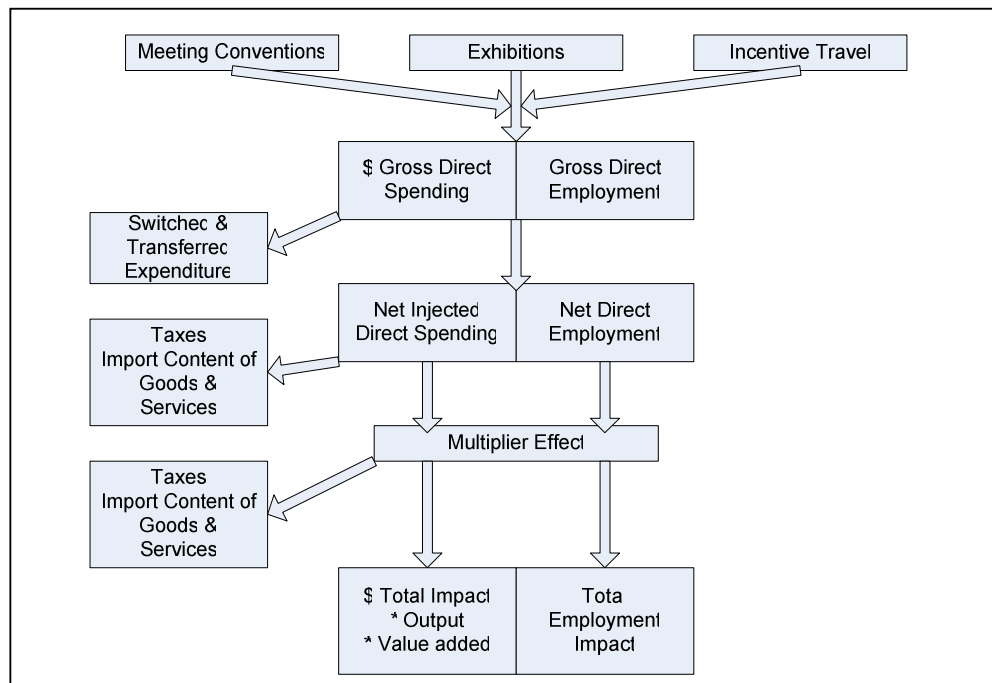 Meeting Conventions
Exhibitions
Incentive Travel
$ Gross Direct
Spending
Gross Direct
Employment
Switched &
Transferred
Expenditure
Net Injected
Direct Spending
Net Direct
Employment
Taxes
Import Content of
Goods &
Services
Multiplier Effect
Taxes
Import Content of
Goods &
Services
$ Total Impact
* Output
* Value added
Tota
Employment
Impact